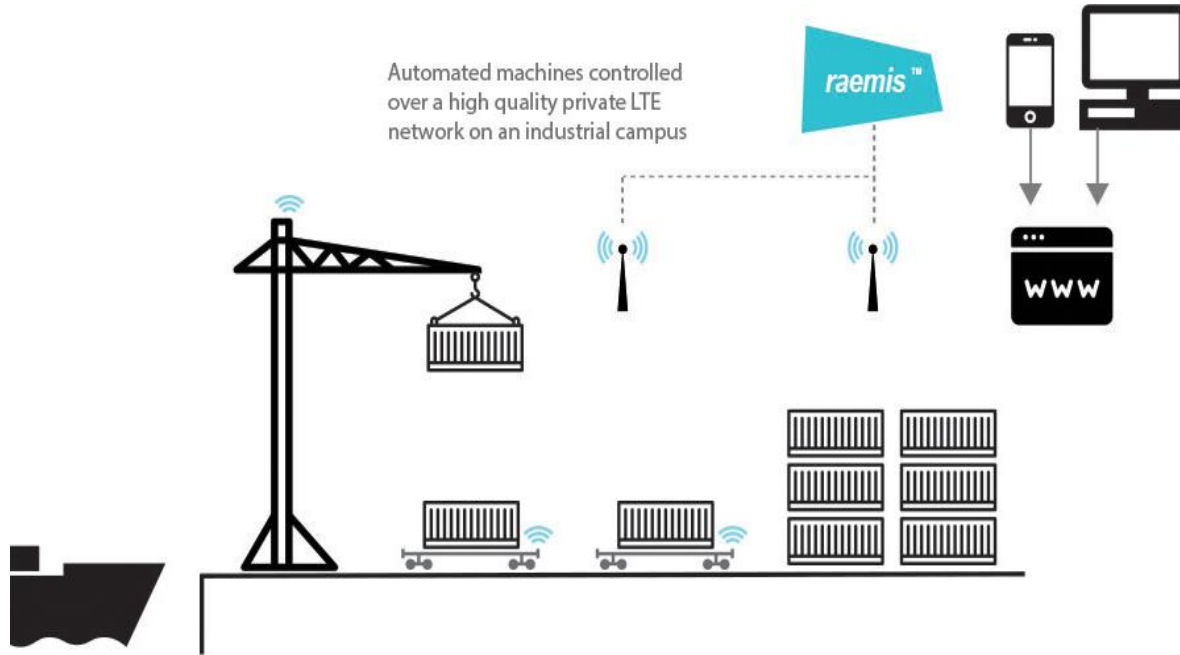 Automated machines controlled
over a high quality private LTE
network on an industrial campus
raemis™
www